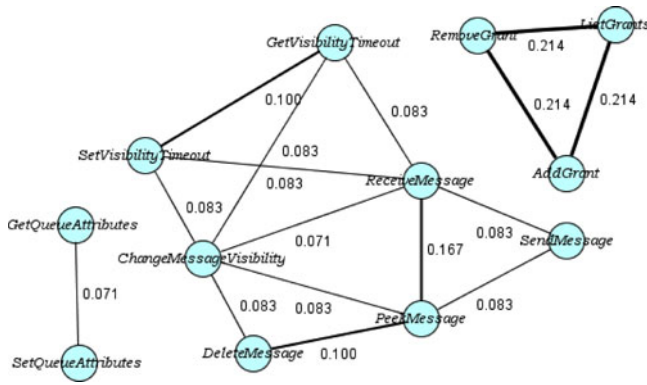 ListGrants
RemoveGrant
GetVisibilityTimeout
0.214
0.100
0.083
0.214
0.214
SetVisibilityTimeout
0.083
AddGrant
ReceiveMessage
0.083
0.083
GetQueueAttributes
0.083
SendMessage
0.071
0.167
ChangeMessageVisibility
0.071
0.083
0.083
0.083
PeekMessage
DeleteMessage
0.100
SetQueueAttributes